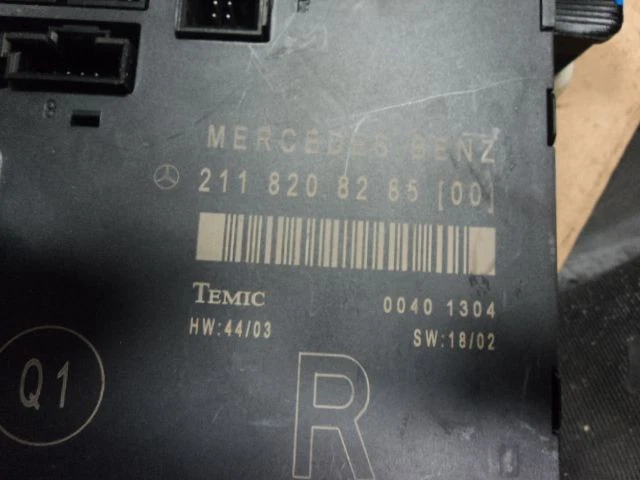 8
MERCEDES BENZ
211 820 82 85 [00]
TEMIC 0040 1304
HW:44/03 SW:18/02
Q1
R